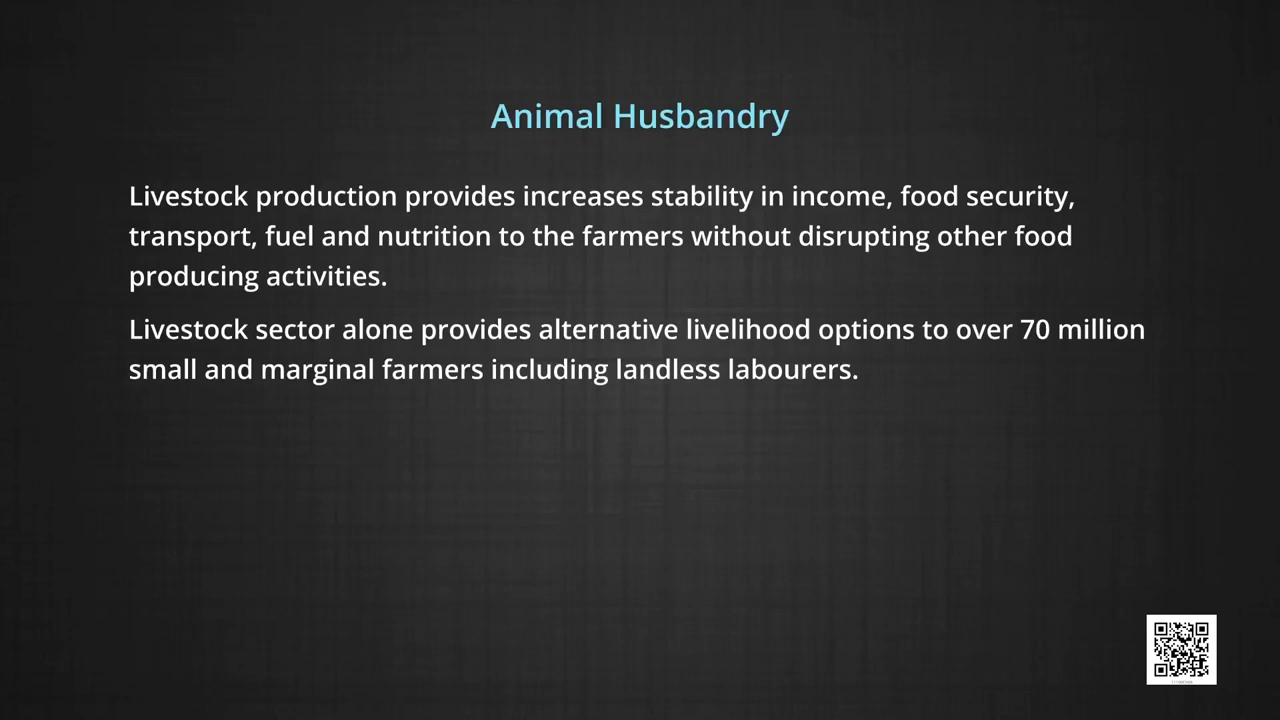 Animal Husbandry
Livestock production provides increases stability in income, food security,
transport, fuel and nutrition to the farmers without disrupting other food
producing activities.
Livestock sector alone provides alternative livelihood options to over 70 million
small and marginal farmers including landless labourers.